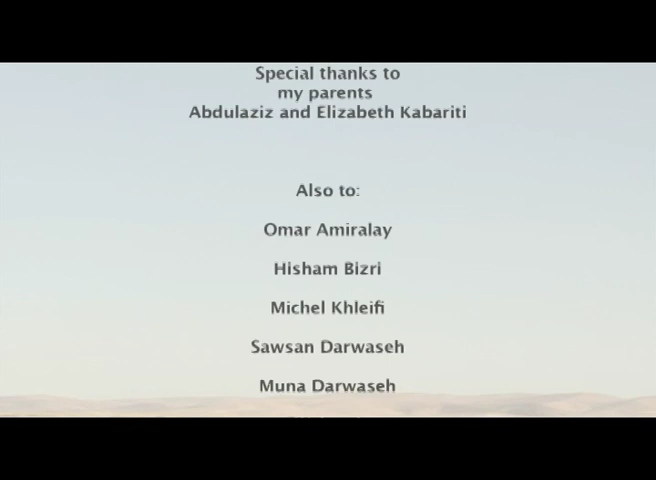 Special thanks to
my parents
Abdulaziz and Elizabeth Kabariti
Also to:
Omar Amiralay
Hisham Bizri
Michel Khleifi
Sawsan Darwaseh
Muna Darwaseh